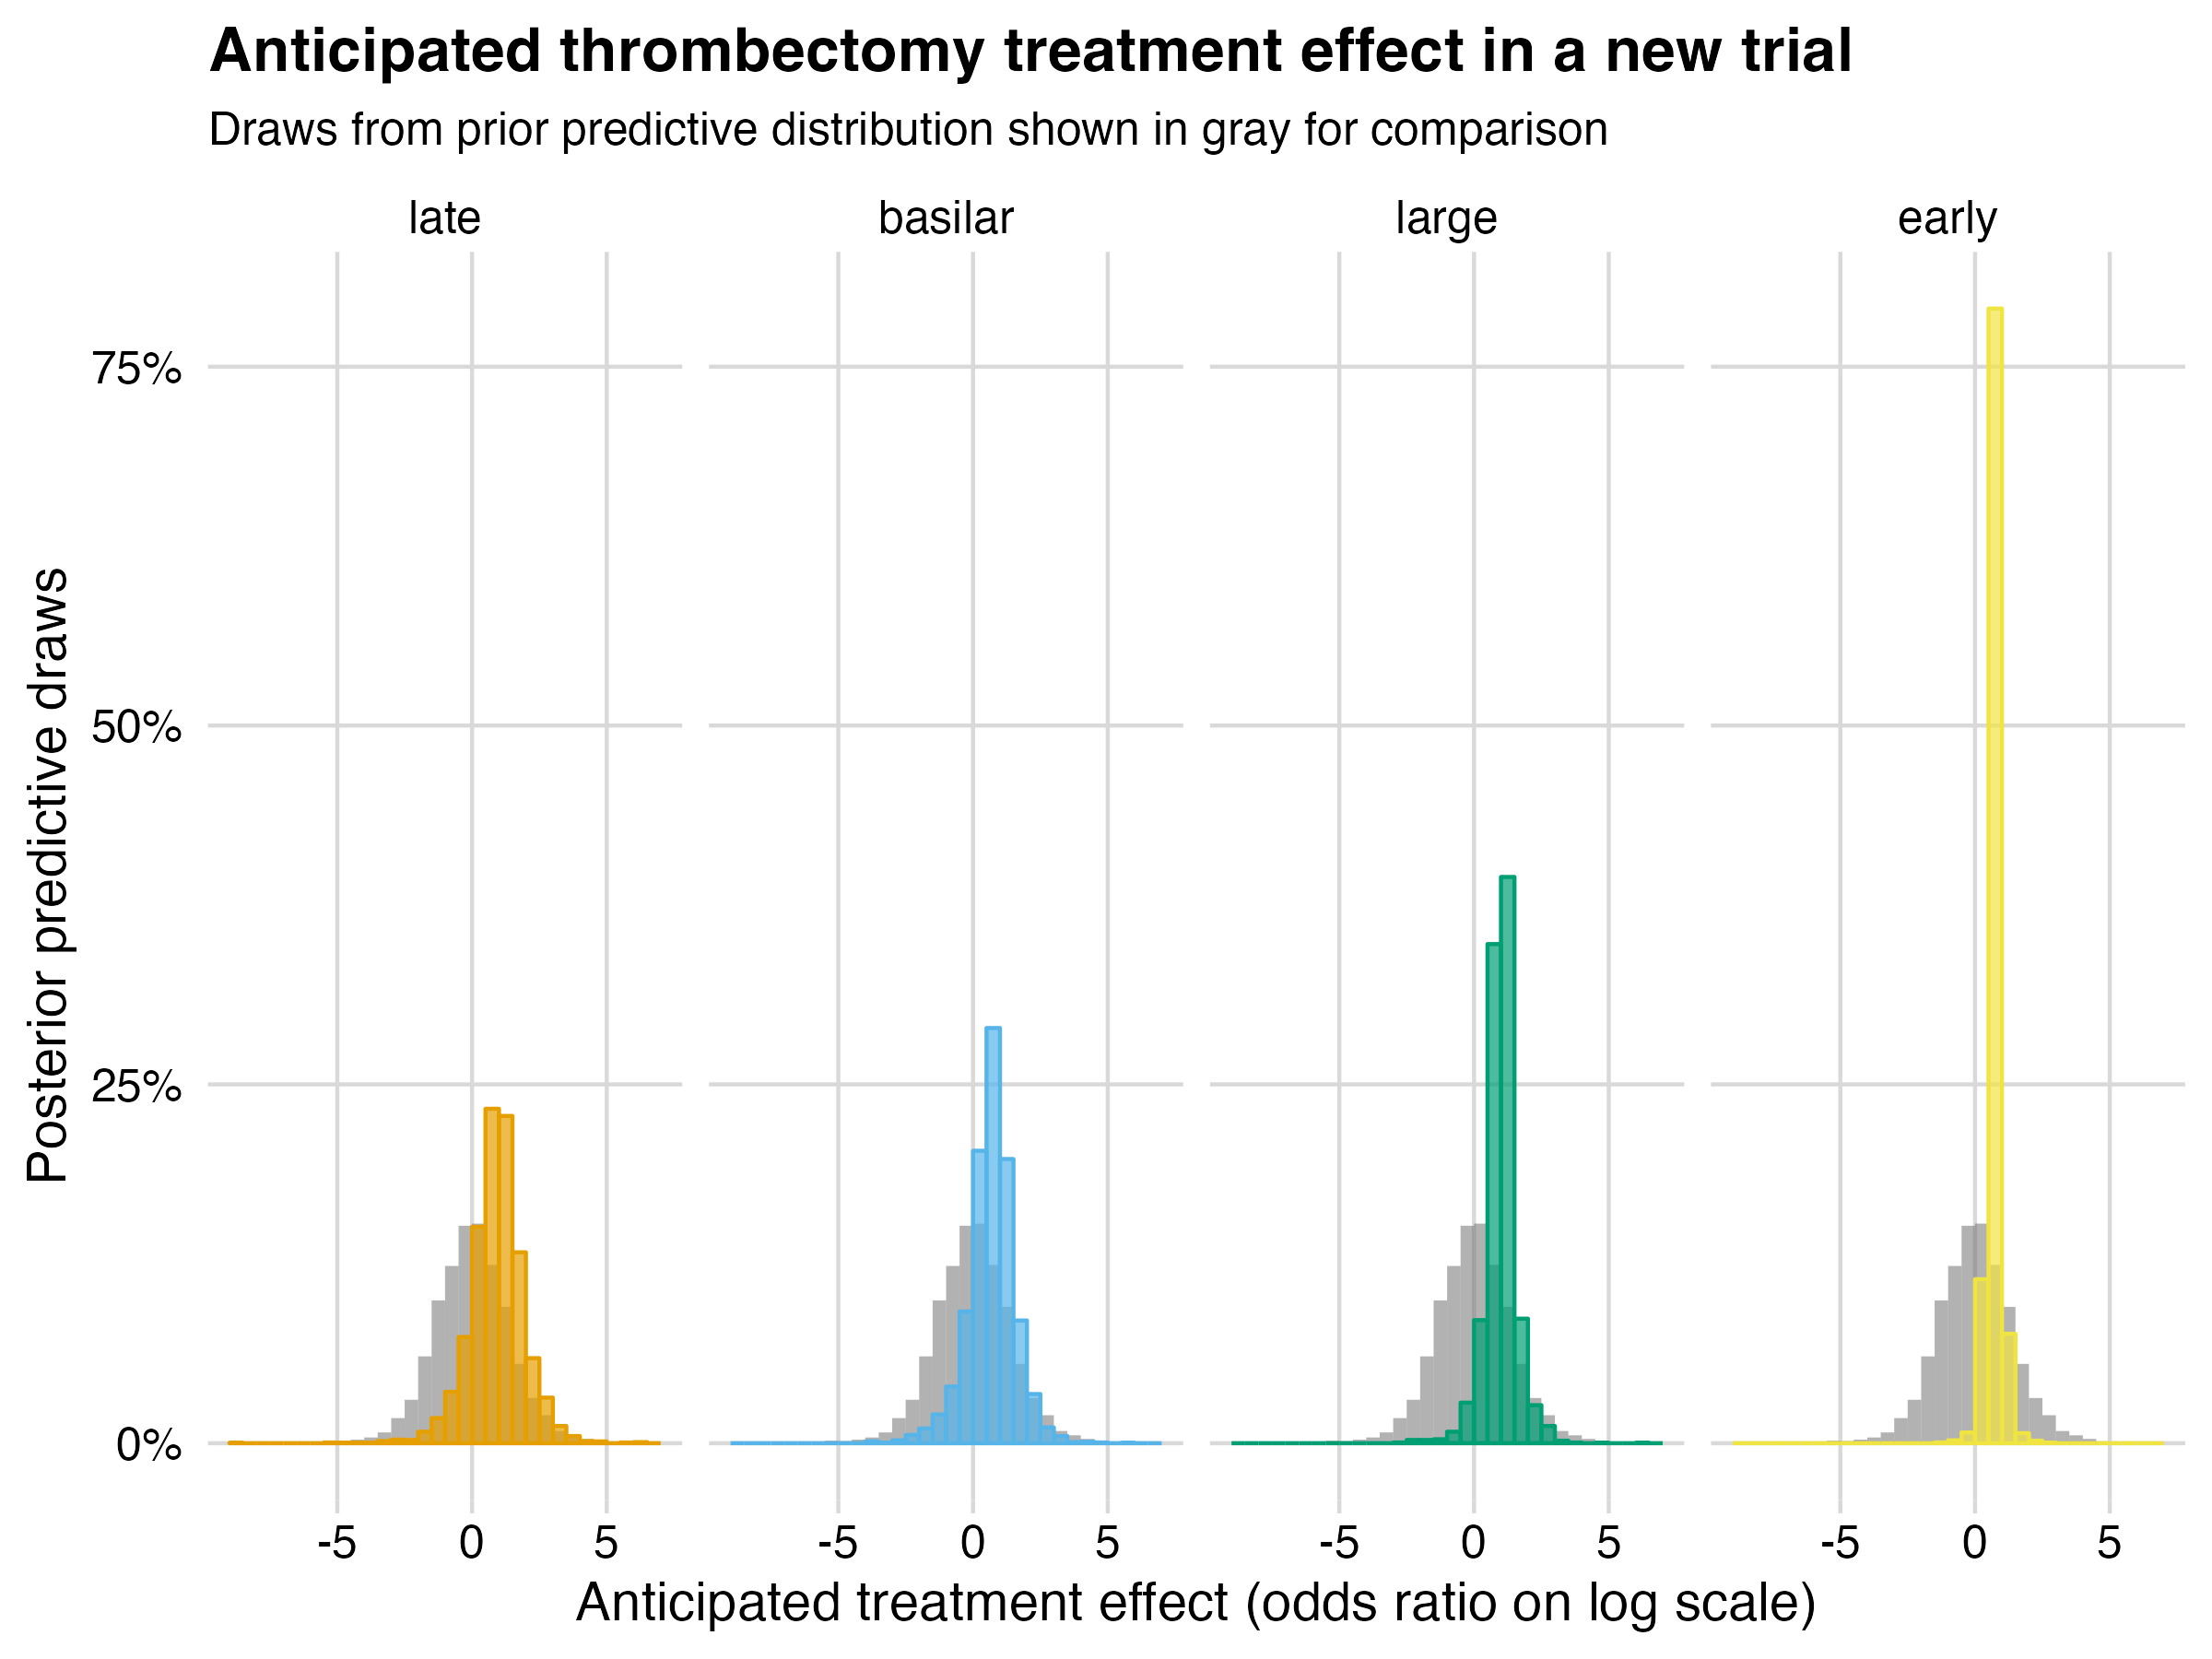 Anticipated thrombectomy treatment effect in a new trial
Draws from prior predictive distribution shown in gray for comparison
late basilar large early
Posterior predictive draws
75%
50%
25%
0%
-5 0 5 -5 0 5 -5 0 5 -5 0 5
Anticipated treatment effect (odds ratio on log scale)